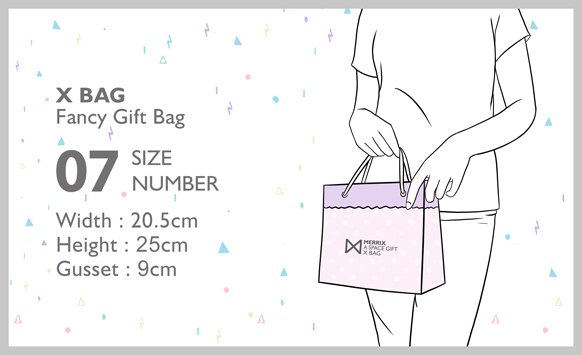 X BAG
Fancy Gift Bag
07 SIZE
NUMBER
Width : 20.5cm
Height : 25cm
Gusset : 9cm
MERRIX
A SPACE GIFT
X BAG